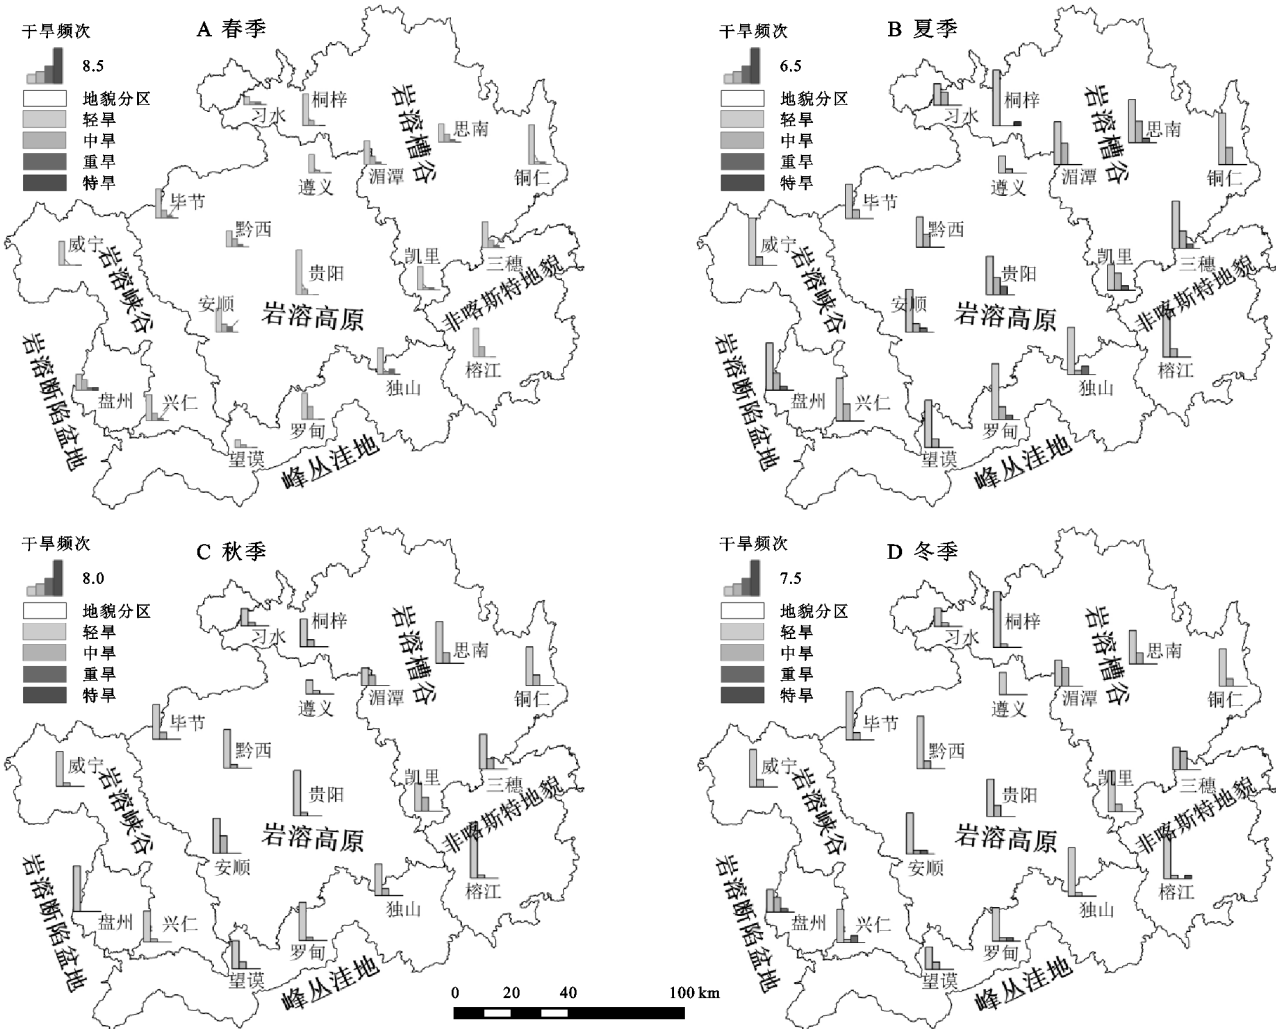 A 春季
干旱频次
8.5
地貌分区
轻旱
中旱
重旱
特旱
习水
桐梓
岩溶槽谷
思南
遵义
湄潭
铜仁
毕节
黔西
威宁
岩溶峡谷
贵阳
凯里
三穗
非喀斯特地貌
安顺
岩溶高原
榕江
独山
岩溶断陷盆地
盘州
兴仁
罗甸
望谟
峰丛洼地
B 夏季
干旱频次
6.5
地貌分区
轻旱
中旱
重旱
特旱
习水
桐梓
岩溶槽谷
思南
遵义
湄潭
铜仁
毕节
黔西
威宁
岩溶峡谷
贵阳
凯里
三穗
非喀斯特地貌
安顺
岩溶高原
榕江
独山
岩溶断陷盆地
盘州
兴仁
罗甸
望谟
峰丛洼地
C 秋季
干旱频次
8.0
地貌分区
轻旱
中旱
重旱
特旱
习水
桐梓
岩溶槽谷
思南
遵义
湄潭
铜仁
毕节
黔西
威宁
岩溶峡谷
贵阳
凯里
三穗
非喀斯特地貌
岩溶高原
安顺
榕江
独山
岩溶断陷盆地
盘州
兴仁
罗甸
望谟
峰丛洼地
D 冬季
干旱频次
7.5
地貌分区
轻旱
中旱
重旱
特旱
习水
桐梓
岩溶槽谷
思南
遵义
湄潭
铜仁
毕节
黔西
威宁
岩溶峡谷
贵阳
凯里
三穗
非喀斯特地貌
岩溶高原
安顺
榕江
独山
岩溶断陷盆地
盘州
兴仁
罗甸
望谟
峰丛洼地
0 20 40 100 km